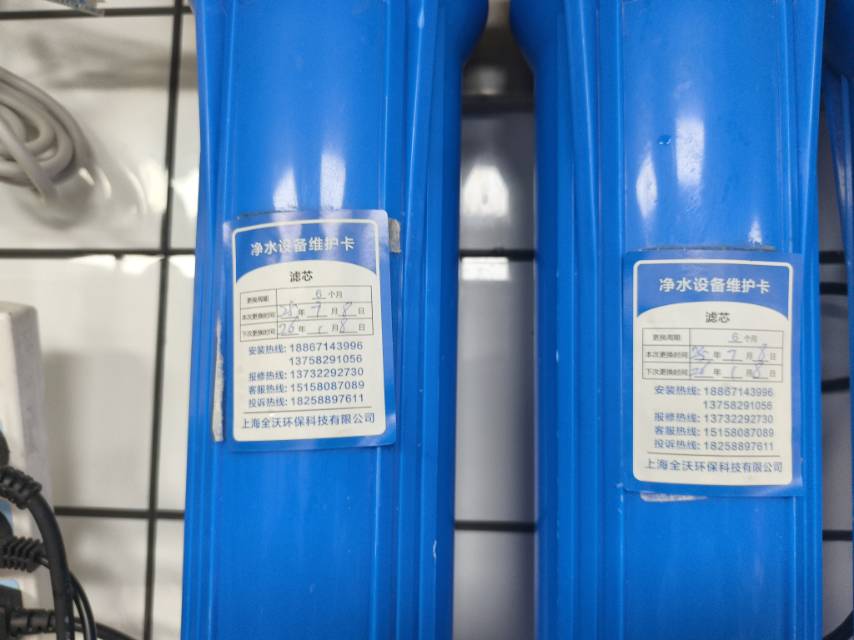 净水设备维护卡
滤芯
更换周期: 6 个月
本次更换时间: 25 年 7 月 8 日
下次更换时间: 26 年 1 月 8 日
安装热线: 18867143996
13758291056
报修热线: 13732292730
客服热线: 15158087089
投诉热线: 18258897611
上海全沃环保科技有限公司
净水设备维护卡
滤芯
更换周期: 6 个月
本次更换时间: 25 年 7 月 8 日
下次更换时间: 26 年 1 月 8 日
安装热线: 18867143996
13758291056
报修热线: 13732292730
客服热线: 15158087089
投诉热线: 18258897611
上海全沃环保科技有限公司